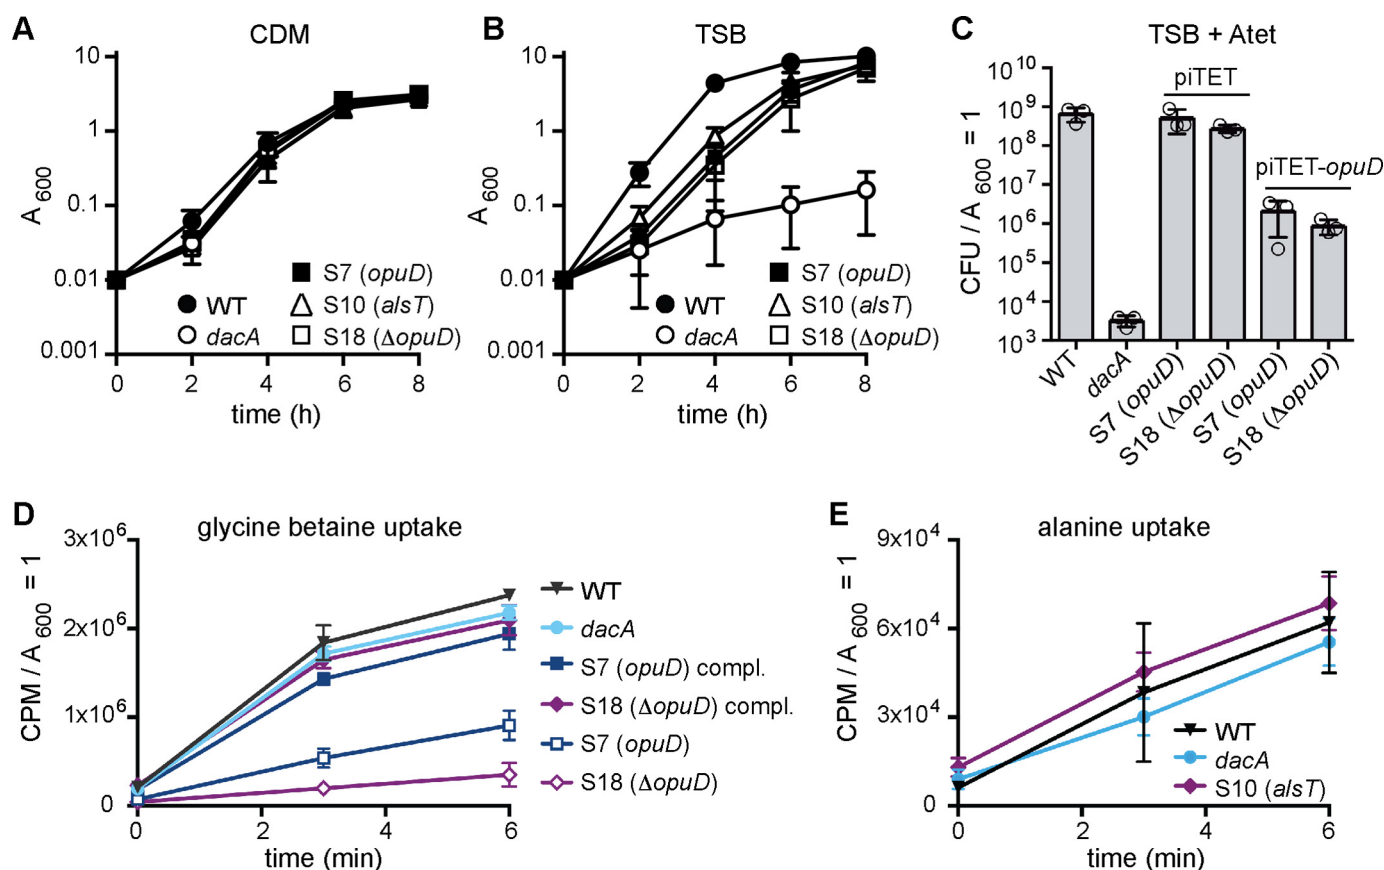 A
CDM
10
1
0.1
0.01
0.001
A600
0 2 4 6 8
time (h)
WT
dacA
S7 (opuD)
S10 (alsT)
S18 (ΔopuD)
B
TSB
10
1
0.1
0.01
0.001
A600
0 2 4 6 8
time (h)
WT
dacA
S7 (opuD)
S10 (alsT)
S18 (ΔopuD)
C
TSB + Atet
piTET
piTET-opuD
10^10
10^9
10^8
10^7
10^6
10^5
10^4
10^3
CFU / A600 = 1
WT
dacA
S7 (opuD)
S18 (ΔopuD)
S7 (opuD)
S18 (ΔopuD)
D
glycine betaine uptake
3x10^6
2x10^6
1x10^6
0
CPM / A600 = 1
0 2 4 6
time (min)
WT
dacA
S7 (opuD) compl.
S18 (ΔopuD) compl.
S7 (opuD)
S18 (ΔopuD)
E
alanine uptake
9x10^4
6x10^4
3x10^4
0
CPM / A600 = 1
0 2 4 6
time (min)
WT
dacA
S10 (alsT)